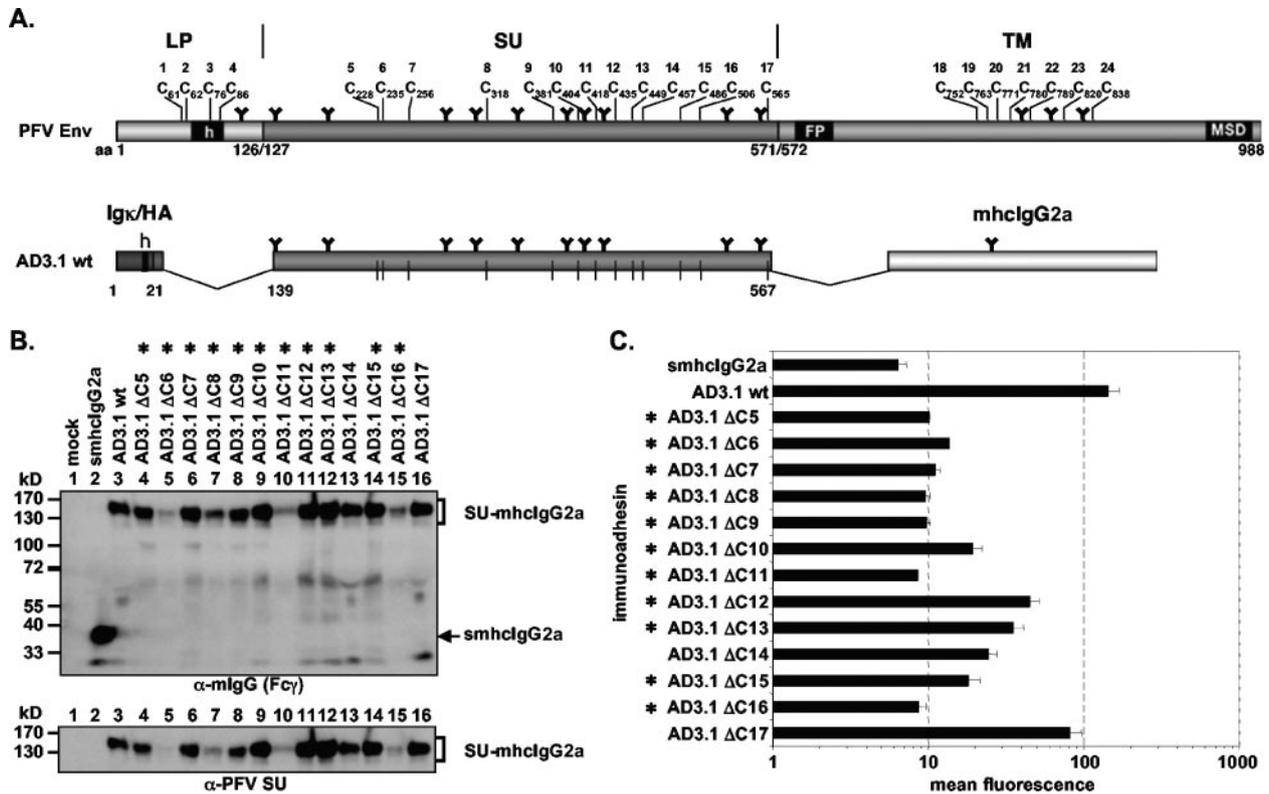 A.
LP SU TM
1 2 3 4 5 6 7 8 9 10 11 12 13 14 15 16 17 18 19 20 21 22 23 24
C61 C62 C76 C86 C228 C235 C256 C318 C381 C404 C418 C435 C449 C457 C486 C506 C565 C752 C763 C771 C780 C789 C820 C838
PFV Env h FP MSD
aa 1 126/127 571/572 988
Igκ/HA mhcIgG2a
h
AD3.1 wt
1 21 139 567
B.
* * * * * * * * * * *
mock
smhcIgG2a
AD3.1 wt
AD3.1 ΔC5
AD3.1 ΔC6
AD3.1 ΔC7
AD3.1 ΔC8
AD3.1 ΔC9
AD3.1 ΔC10
AD3.1 ΔC11
AD3.1 ΔC12
AD3.1 ΔC13
AD3.1 ΔC14
AD3.1 ΔC15
AD3.1 ΔC16
AD3.1 ΔC17
kD 1 2 3 4 5 6 7 8 9 10 11 12 13 14 15 16
170
130
100
72
55
40
33
SU-mhcIgG2a
smhcIgG2a
α-mIgG (Fcγ)
kD 1 2 3 4 5 6 7 8 9 10 11 12 13 14 15 16
170
130
SU-mhcIgG2a
α-PFV SU
C.
immunoadhesin
smhcIgG2a
AD3.1 wt
* AD3.1 ΔC5
* AD3.1 ΔC6
* AD3.1 ΔC7
* AD3.1 ΔC8
* AD3.1 ΔC9
* AD3.1 ΔC10
* AD3.1 ΔC11
* AD3.1 ΔC12
* AD3.1 ΔC13
AD3.1 ΔC14
* AD3.1 ΔC15
* AD3.1 ΔC16
AD3.1 ΔC17
1 10 100 1000
mean fluorescence